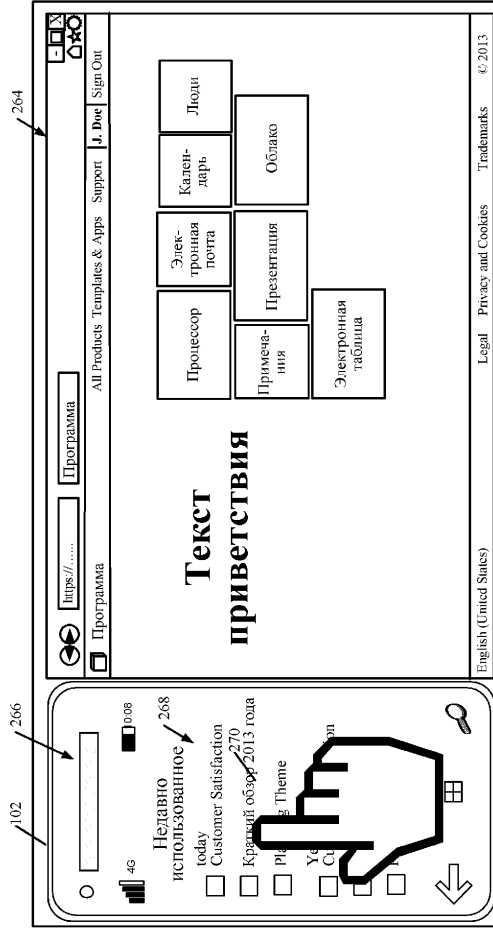 264
- □ X
https://......
Программа
Программа
All Products Templates & Apps Support J. Doe Sign Out
Текст
приветствия
Процессор
Элек-
тронная
почта
Кален-
дарь
Люди
Примеча-
ния
Презентация
Облако
Электронная
таблица
English (United States)
Legal Privacy and Cookies Trademarks © 2013
102
266
4G
10:08
Недавно
использованное
268
today
Customer Satisfaction
270
Краткий обзор 2013 года
Theme